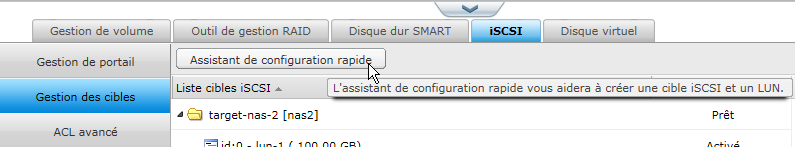 Gestion de volume Outil de gestion RAID Disque dur SMART iSCSI Disque virtuel
Gestion de portail
Assistant de configuration rapide
Gestion des cibles
Liste cibles iSCSI
L'assistant de configuration rapide vous aidera à créer une cible iSCSI et un LUN.
target-nas-2 [nas2] Prêt
ACL avancé
id:0 - lun-1 ( 100.00 GB) Activé